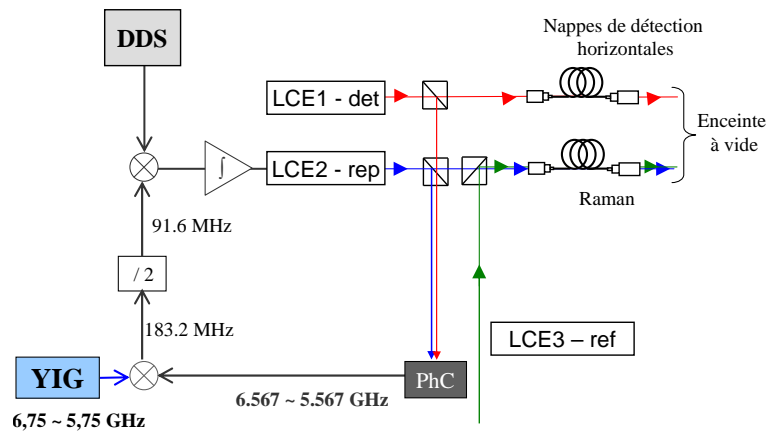 DDS
Nappes de détection
horizontales
LCE1 - det
Enceinte
à vide
∫
LCE2 - rep
Raman
91.6 MHz
/ 2
183.2 MHz
LCE3 – ref
YIG
PhC
6.567 ~ 5.567 GHz
6,75 ~ 5,75 GHz